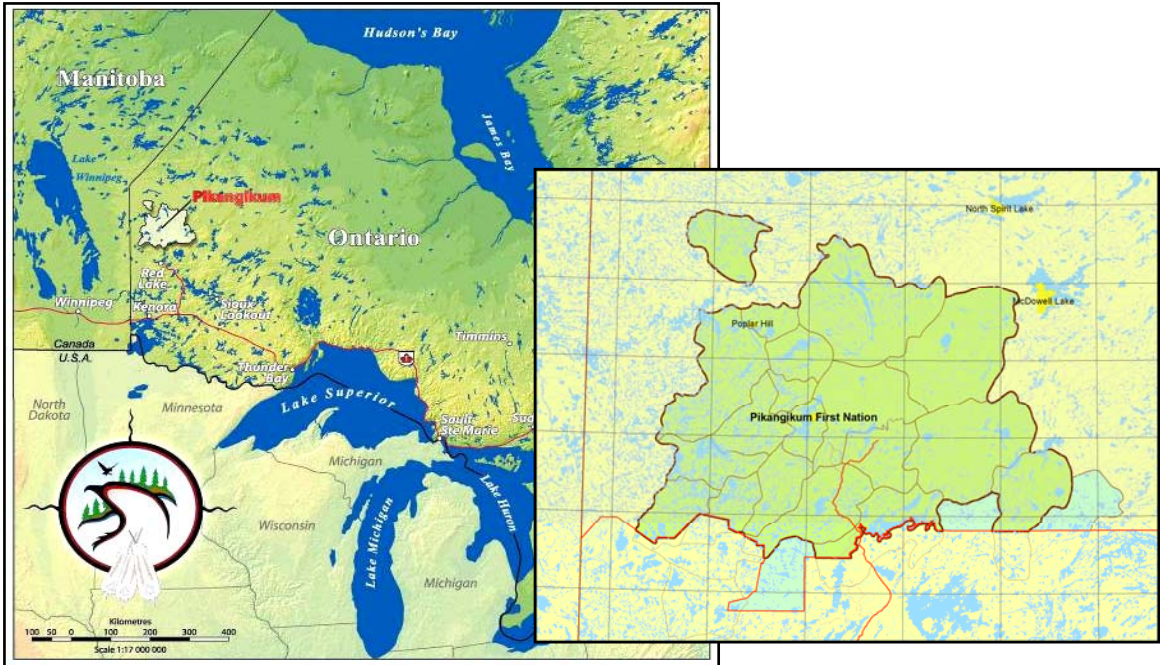 Hudson's Bay
Manitoba
James Bay
Lake
Winnipeg
Pikangikum
Ontario
Red
Lake
Winnipeg
Kenora
Sioux
Lookout
Timmins
Canada
U.S.A.
Thunder
Bay
1
Lake Superior
North
Dakota
Minnesota
Sault
Ste Marie
Sud
Michigan
Lake Huron
Wisconsin
Lake Michigan
Michigan
Kilometres
100 50 0 100 200 300 400
Scale 1:17 000 000
North Spirit Lake
McDowell Lake
Poplar Hill
Pikangikum First Nation